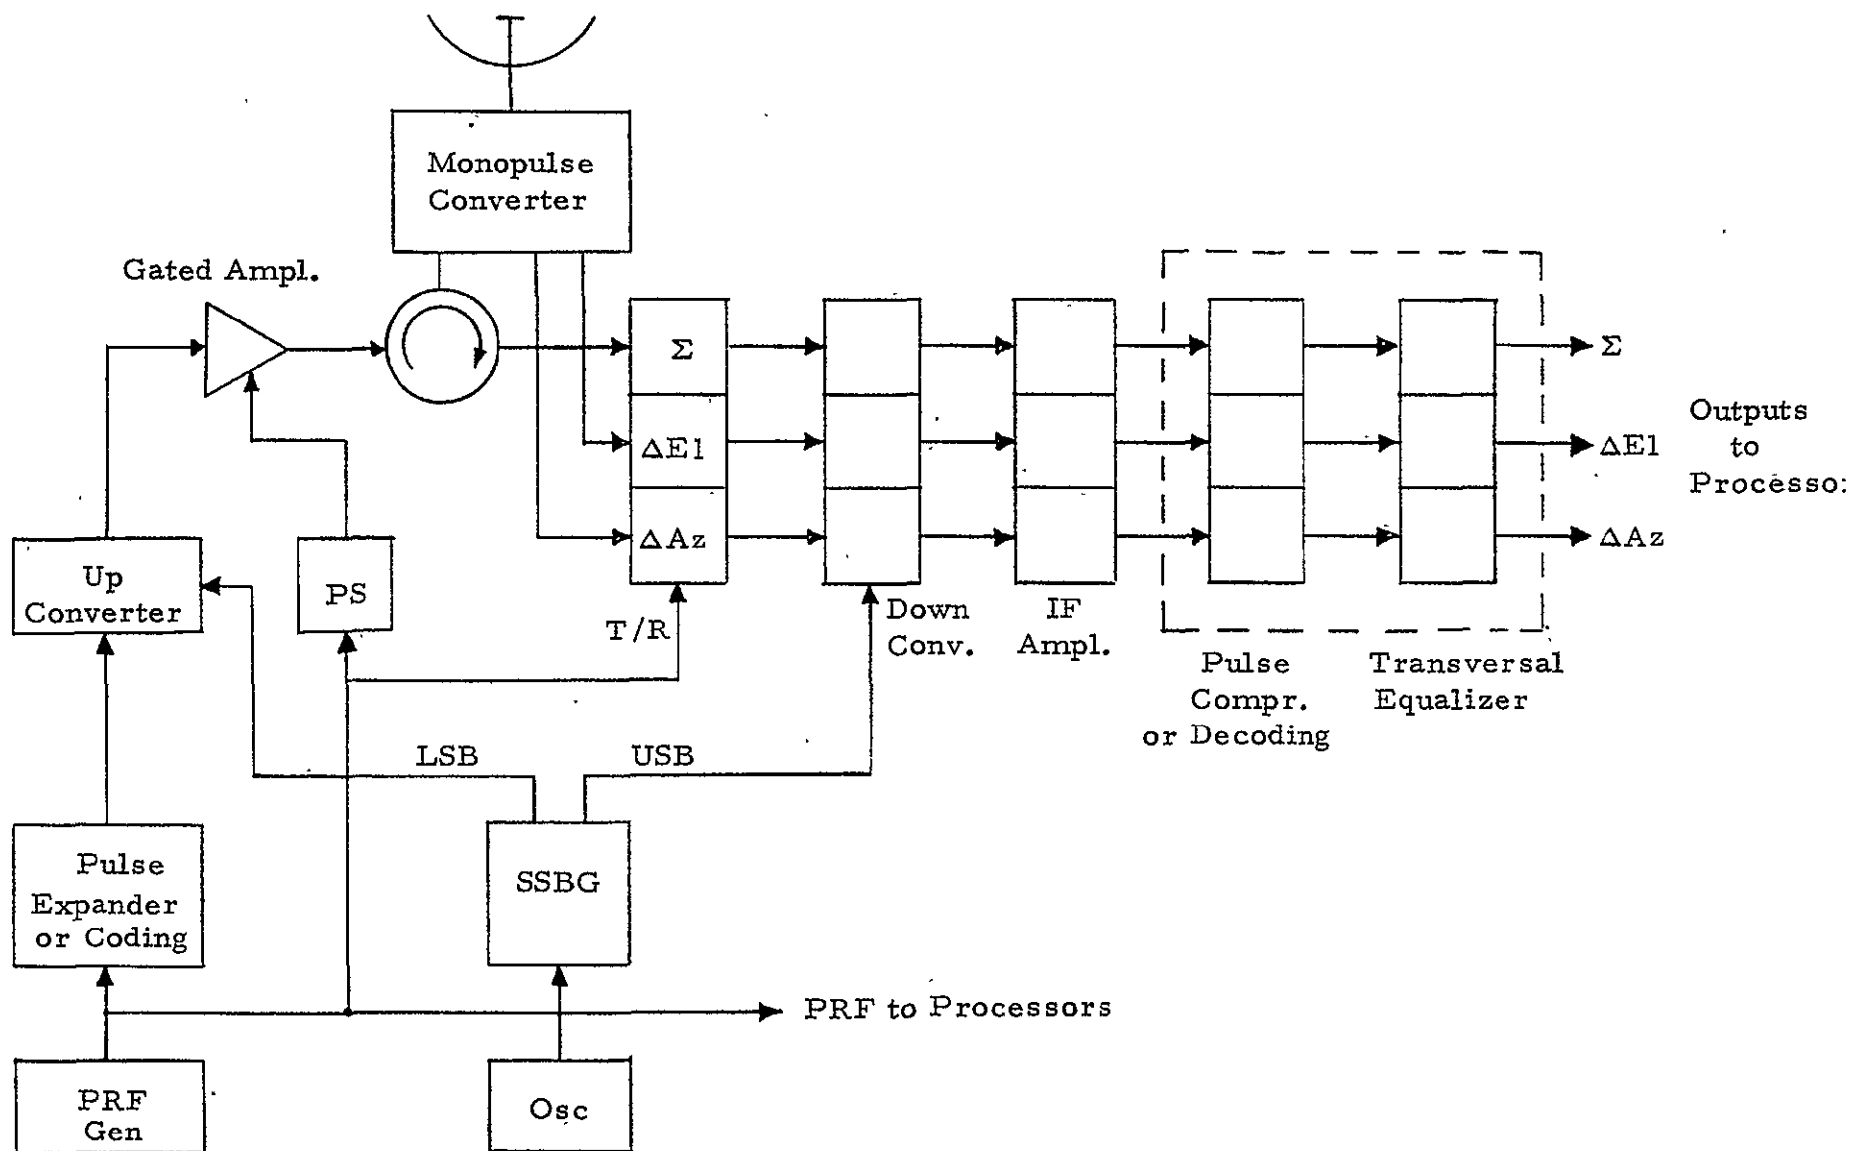 Monopulse
Converter
Gated Ampl.
Σ
ΔEl
ΔAz
Σ
ΔEl
ΔAz
Outputs
to
Processo:
Up
Converter
PS
T/R
Down
Conv.
IF
Ampl.
Pulse
Compr.
or Decoding
Transversal
Equalizer
LSB
USB
Pulse
Expander
or Coding
SSBG
PRF to Processors
PRF
Gen
Osc